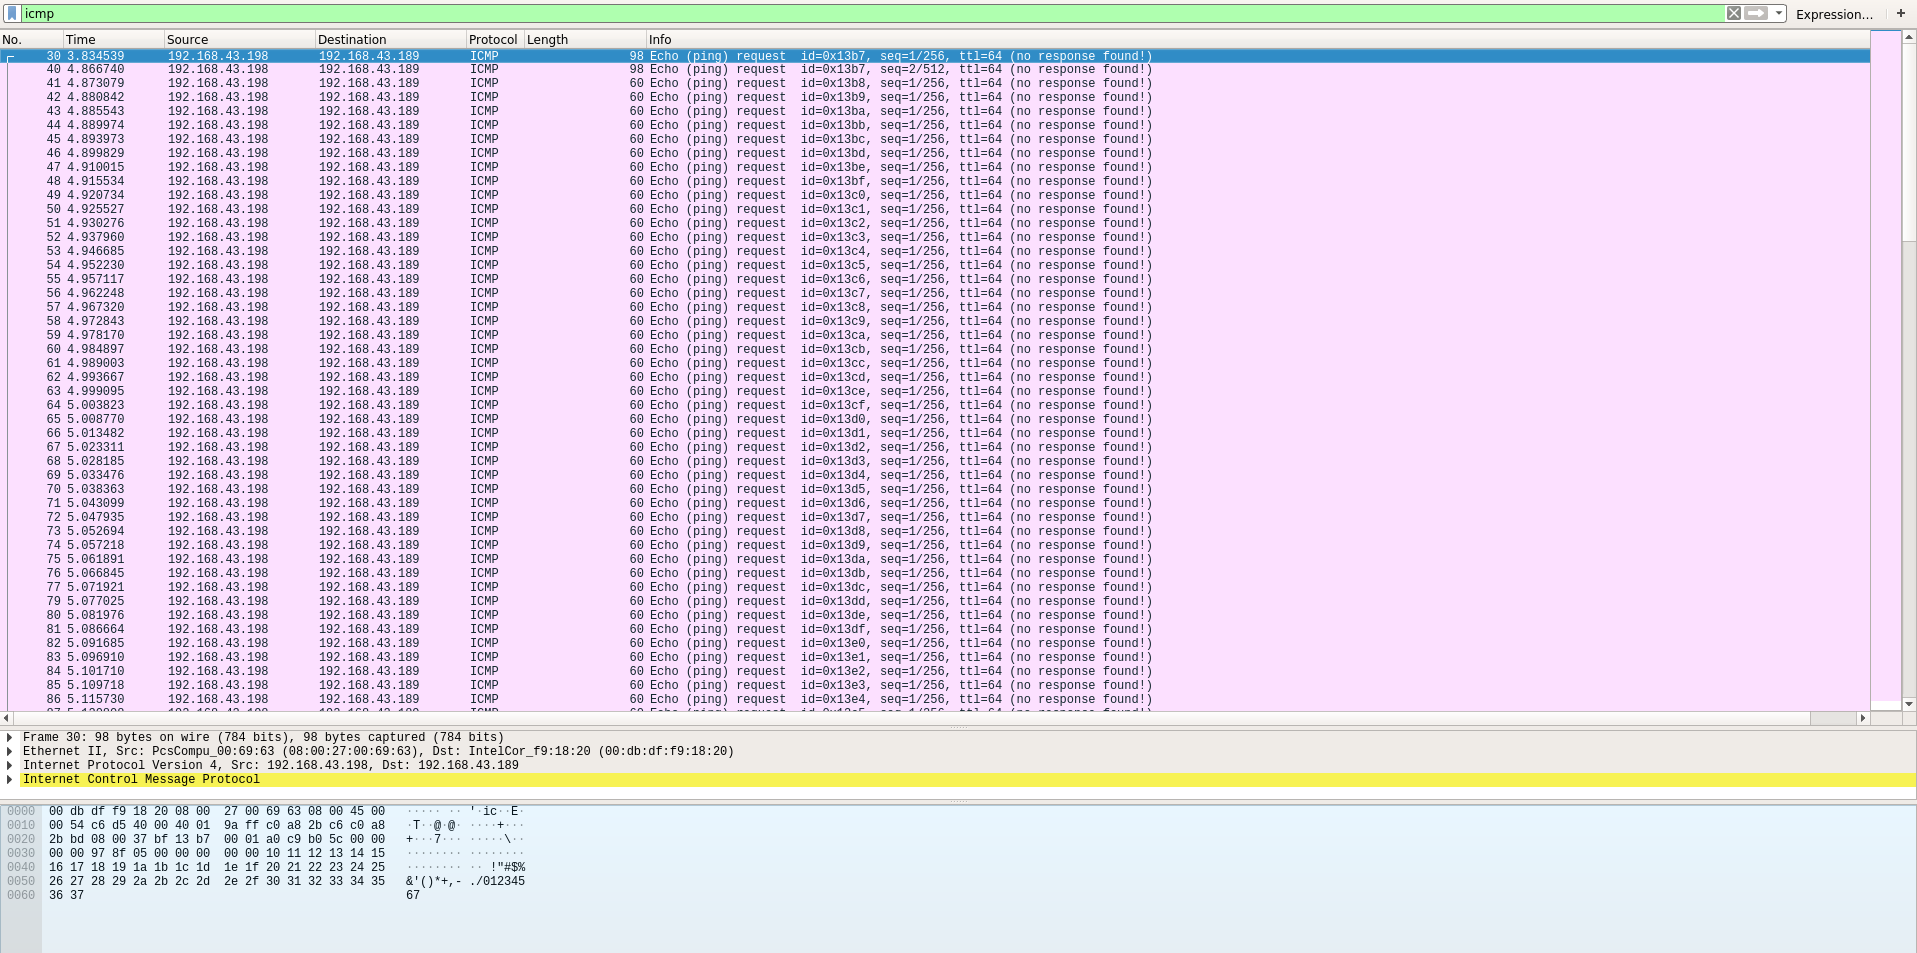 icmp Expression… +
No. Time Source Destination Protocol Length Info
30 3.834539 192.168.43.198 192.168.43.189 ICMP 98 Echo (ping) request id=0x13b7, seq=1/256, ttl=64 (no response found!)
40 4.866740 192.168.43.198 192.168.43.189 ICMP 98 Echo (ping) request id=0x13b7, seq=2/512, ttl=64 (no response found!)
41 4.873079 192.168.43.198 192.168.43.189 ICMP 60 Echo (ping) request id=0x13b8, seq=1/256, ttl=64 (no response found!)
42 4.880842 192.168.43.198 192.168.43.189 ICMP 60 Echo (ping) request id=0x13b9, seq=1/256, ttl=64 (no response found!)
43 4.885543 192.168.43.198 192.168.43.189 ICMP 60 Echo (ping) request id=0x13ba, seq=1/256, ttl=64 (no response found!)
44 4.889974 192.168.43.198 192.168.43.189 ICMP 60 Echo (ping) request id=0x13bb, seq=1/256, ttl=64 (no response found!)
45 4.893973 192.168.43.198 192.168.43.189 ICMP 60 Echo (ping) request id=0x13bc, seq=1/256, ttl=64 (no response found!)
46 4.899829 192.168.43.198 192.168.43.189 ICMP 60 Echo (ping) request id=0x13bd, seq=1/256, ttl=64 (no response found!)
47 4.910015 192.168.43.198 192.168.43.189 ICMP 60 Echo (ping) request id=0x13be, seq=1/256, ttl=64 (no response found!)
48 4.915534 192.168.43.198 192.168.43.189 ICMP 60 Echo (ping) request id=0x13bf, seq=1/256, ttl=64 (no response found!)
49 4.920734 192.168.43.198 192.168.43.189 ICMP 60 Echo (ping) request id=0x13c0, seq=1/256, ttl=64 (no response found!)
50 4.925527 192.168.43.198 192.168.43.189 ICMP 60 Echo (ping) request id=0x13c1, seq=1/256, ttl=64 (no response found!)
51 4.930276 192.168.43.198 192.168.43.189 ICMP 60 Echo (ping) request id=0x13c2, seq=1/256, ttl=64 (no response found!)
52 4.937960 192.168.43.198 192.168.43.189 ICMP 60 Echo (ping) request id=0x13c3, seq=1/256, ttl=64 (no response found!)
53 4.946685 192.168.43.198 192.168.43.189 ICMP 60 Echo (ping) request id=0x13c4, seq=1/256, ttl=64 (no response found!)
54 4.952230 192.168.43.198 192.168.43.189 ICMP 60 Echo (ping) request id=0x13c5, seq=1/256, ttl=64 (no response found!)
55 4.957117 192.168.43.198 192.168.43.189 ICMP 60 Echo (ping) request id=0x13c6, seq=1/256, ttl=64 (no response found!)
56 4.962248 192.168.43.198 192.168.43.189 ICMP 60 Echo (ping) request id=0x13c7, seq=1/256, ttl=64 (no response found!)
57 4.967320 192.168.43.198 192.168.43.189 ICMP 60 Echo (ping) request id=0x13c8, seq=1/256, ttl=64 (no response found!)
58 4.972843 192.168.43.198 192.168.43.189 ICMP 60 Echo (ping) request id=0x13c9, seq=1/256, ttl=64 (no response found!)
59 4.978170 192.168.43.198 192.168.43.189 ICMP 60 Echo (ping) request id=0x13ca, seq=1/256, ttl=64 (no response found!)
60 4.984897 192.168.43.198 192.168.43.189 ICMP 60 Echo (ping) request id=0x13cb, seq=1/256, ttl=64 (no response found!)
61 4.989003 192.168.43.198 192.168.43.189 ICMP 60 Echo (ping) request id=0x13cc, seq=1/256, ttl=64 (no response found!)
62 4.993667 192.168.43.198 192.168.43.189 ICMP 60 Echo (ping) request id=0x13cd, seq=1/256, ttl=64 (no response found!)
63 4.999095 192.168.43.198 192.168.43.189 ICMP 60 Echo (ping) request id=0x13ce, seq=1/256, ttl=64 (no response found!)
64 5.003823 192.168.43.198 192.168.43.189 ICMP 60 Echo (ping) request id=0x13cf, seq=1/256, ttl=64 (no response found!)
65 5.008770 192.168.43.198 192.168.43.189 ICMP 60 Echo (ping) request id=0x13d0, seq=1/256, ttl=64 (no response found!)
66 5.013482 192.168.43.198 192.168.43.189 ICMP 60 Echo (ping) request id=0x13d1, seq=1/256, ttl=64 (no response found!)
67 5.023311 192.168.43.198 192.168.43.189 ICMP 60 Echo (ping) request id=0x13d2, seq=1/256, ttl=64 (no response found!)
68 5.028185 192.168.43.198 192.168.43.189 ICMP 60 Echo (ping) request id=0x13d3, seq=1/256, ttl=64 (no response found!)
69 5.033476 192.168.43.198 192.168.43.189 ICMP 60 Echo (ping) request id=0x13d4, seq=1/256, ttl=64 (no response found!)
70 5.038363 192.168.43.198 192.168.43.189 ICMP 60 Echo (ping) request id=0x13d5, seq=1/256, ttl=64 (no response found!)
71 5.043099 192.168.43.198 192.168.43.189 ICMP 60 Echo (ping) request id=0x13d6, seq=1/256, ttl=64 (no response found!)
72 5.047935 192.168.43.198 192.168.43.189 ICMP 60 Echo (ping) request id=0x13d7, seq=1/256, ttl=64 (no response found!)
73 5.052694 192.168.43.198 192.168.43.189 ICMP 60 Echo (ping) request id=0x13d8, seq=1/256, ttl=64 (no response found!)
74 5.057218 192.168.43.198 192.168.43.189 ICMP 60 Echo (ping) request id=0x13d9, seq=1/256, ttl=64 (no response found!)
75 5.061891 192.168.43.198 192.168.43.189 ICMP 60 Echo (ping) request id=0x13da, seq=1/256, ttl=64 (no response found!)
76 5.066845 192.168.43.198 192.168.43.189 ICMP 60 Echo (ping) request id=0x13db, seq=1/256, ttl=64 (no response found!)
77 5.071921 192.168.43.198 192.168.43.189 ICMP 60 Echo (ping) request id=0x13dc, seq=1/256, ttl=64 (no response found!)
79 5.077025 192.168.43.198 192.168.43.189 ICMP 60 Echo (ping) request id=0x13dd, seq=1/256, ttl=64 (no response found!)
80 5.081976 192.168.43.198 192.168.43.189 ICMP 60 Echo (ping) request id=0x13de, seq=1/256, ttl=64 (no response found!)
81 5.086664 192.168.43.198 192.168.43.189 ICMP 60 Echo (ping) request id=0x13df, seq=1/256, ttl=64 (no response found!)
82 5.091685 192.168.43.198 192.168.43.189 ICMP 60 Echo (ping) request id=0x13e0, seq=1/256, ttl=64 (no response found!)
83 5.096910 192.168.43.198 192.168.43.189 ICMP 60 Echo (ping) request id=0x13e1, seq=1/256, ttl=64 (no response found!)
84 5.101710 192.168.43.198 192.168.43.189 ICMP 60 Echo (ping) request id=0x13e2, seq=1/256, ttl=64 (no response found!)
85 5.109718 192.168.43.198 192.168.43.189 ICMP 60 Echo (ping) request id=0x13e3, seq=1/256, ttl=64 (no response found!)
86 5.115730 192.168.43.198 192.168.43.189 ICMP 60 Echo (ping) request id=0x13e4, seq=1/256, ttl=64 (no response found!)
Frame 30: 98 bytes on wire (784 bits), 98 bytes captured (784 bits)
Ethernet II, Src: PcsCompu_00:69:63 (08:00:27:00:69:63), Dst: IntelCor_f9:18:20 (00:db:df:f9:18:20)
Internet Protocol Version 4, Src: 192.168.43.198, Dst: 192.168.43.189
Internet Control Message Protocol
0000 00 db df f9 18 20 08 00 27 00 69 63 08 00 45 00 ····· ·· '·ic··E·
0010 00 54 c6 d5 40 00 40 01 9a ff c0 a8 2b c6 c0 a8 ·T··@·@· ····+···
0020 2b bd 08 00 37 bf 13 b7 00 01 a0 c9 b0 5c 00 00 +···7··· ·····\··
0030 00 00 97 8f 05 00 00 00 00 00 10 11 12 13 14 15 ········ ········
0040 16 17 18 19 1a 1b 1c 1d 1e 1f 20 21 22 23 24 25 ········ ·· !"#$%
0050 26 27 28 29 2a 2b 2c 2d 2e 2f 30 31 32 33 34 35 &'()*+,- ./012345
0060 36 37 67